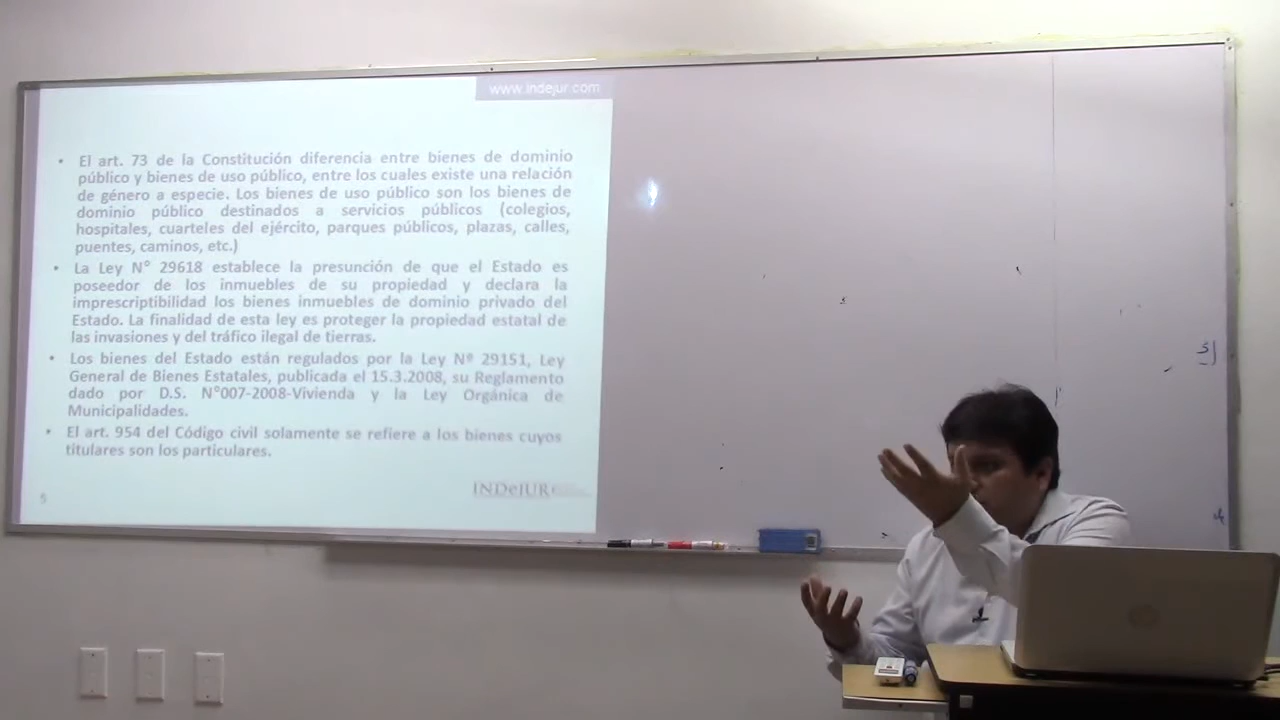 www.indejur.com
• El art. 73 de la Constitución diferencia entre bienes de dominio
público y bienes de uso público, entre los cuales existe una relación
de género a especie. Los bienes de uso público son los bienes de
dominio público destinados a servicios públicos (colegios,
hospitales, cuarteles del ejército, parques públicos, plazas, calles,
puentes, caminos, etc.)
• La Ley N° 29618 establece la presunción de que el Estado es
poseedor de los inmuebles de su propiedad y declara la
imprescriptibilidad los bienes inmuebles de dominio privado del
Estado. La finalidad de esta ley es proteger la propiedad estatal de
las invasiones y del tráfico ilegal de tierras.
• Los bienes del Estado están regulados por la Ley Nº 29151, Ley
General de Bienes Estatales, publicada el 15.3.2008, su Reglamento
dado por D.S. N°007-2008-Vivienda y la Ley Orgánica de
Municipalidades.
• El art. 954 del Código civil solamente se refiere a los bienes cuyos
titulares son los particulares.
INDeJUR